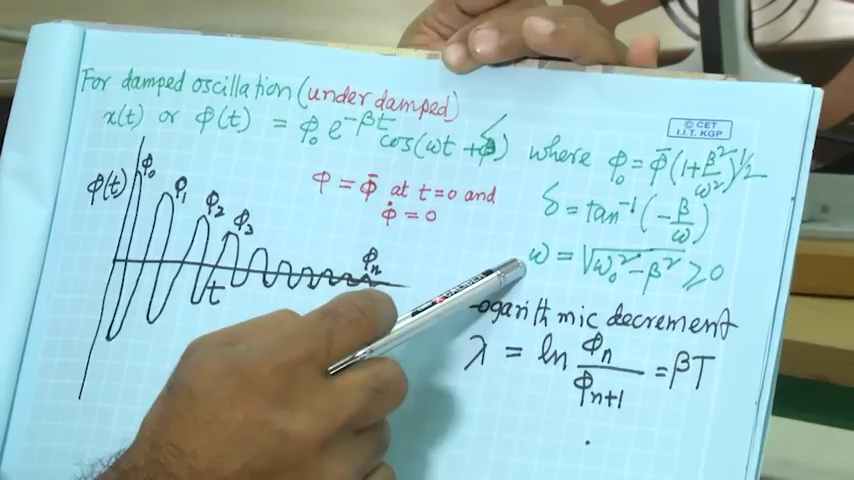 For damped oscillation (under damped)
x(t) or φ(t) = φ₀ e^-βt cos(ωt + δ) where φ₀ = φ̄ (1 + β²/ω²)^1/2
φ = φ̄ at t=0 and
φ̇ = 0
δ = tan⁻¹(-β/ω)
ω = √ω₀² - β² ⩾ 0
ogarithmic decrement
λ = ln φn/φn+1 = βT
φ(t)
φ₀
φ₁
φ₂
φ₃
φn
t
© CET
I.I.T. KGP